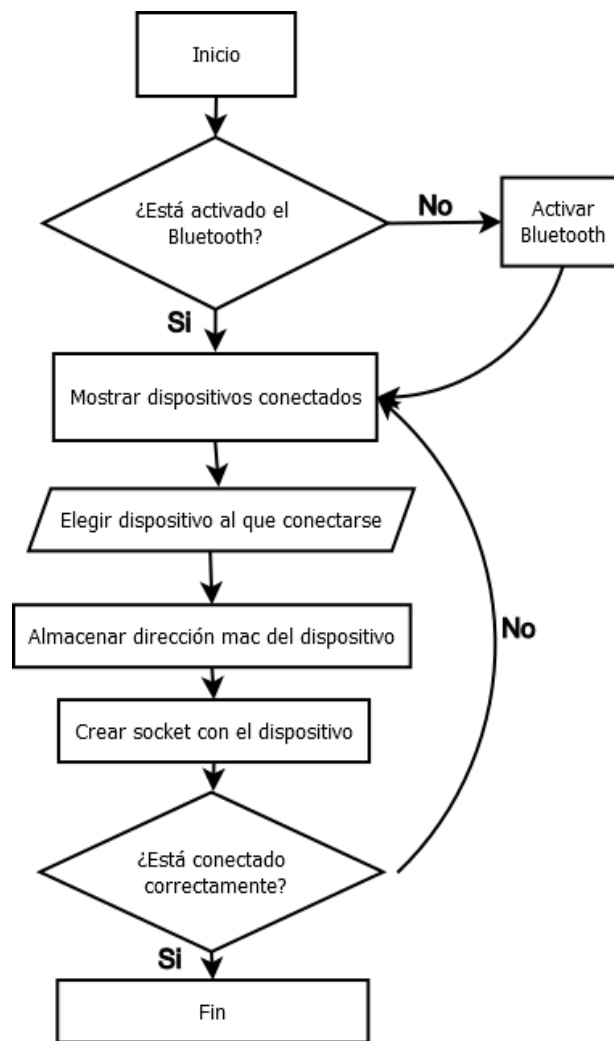 Inicio
¿Está activado el
Bluetooth?
No
Activar
Bluetooth
Si
Mostrar dispositivos conectados
Elegir dispositivo al que conectarse
Almacenar dirección mac del dispositivo
No
Crear socket con el dispositivo
¿Está conectado
correctamente?
Si
Fin